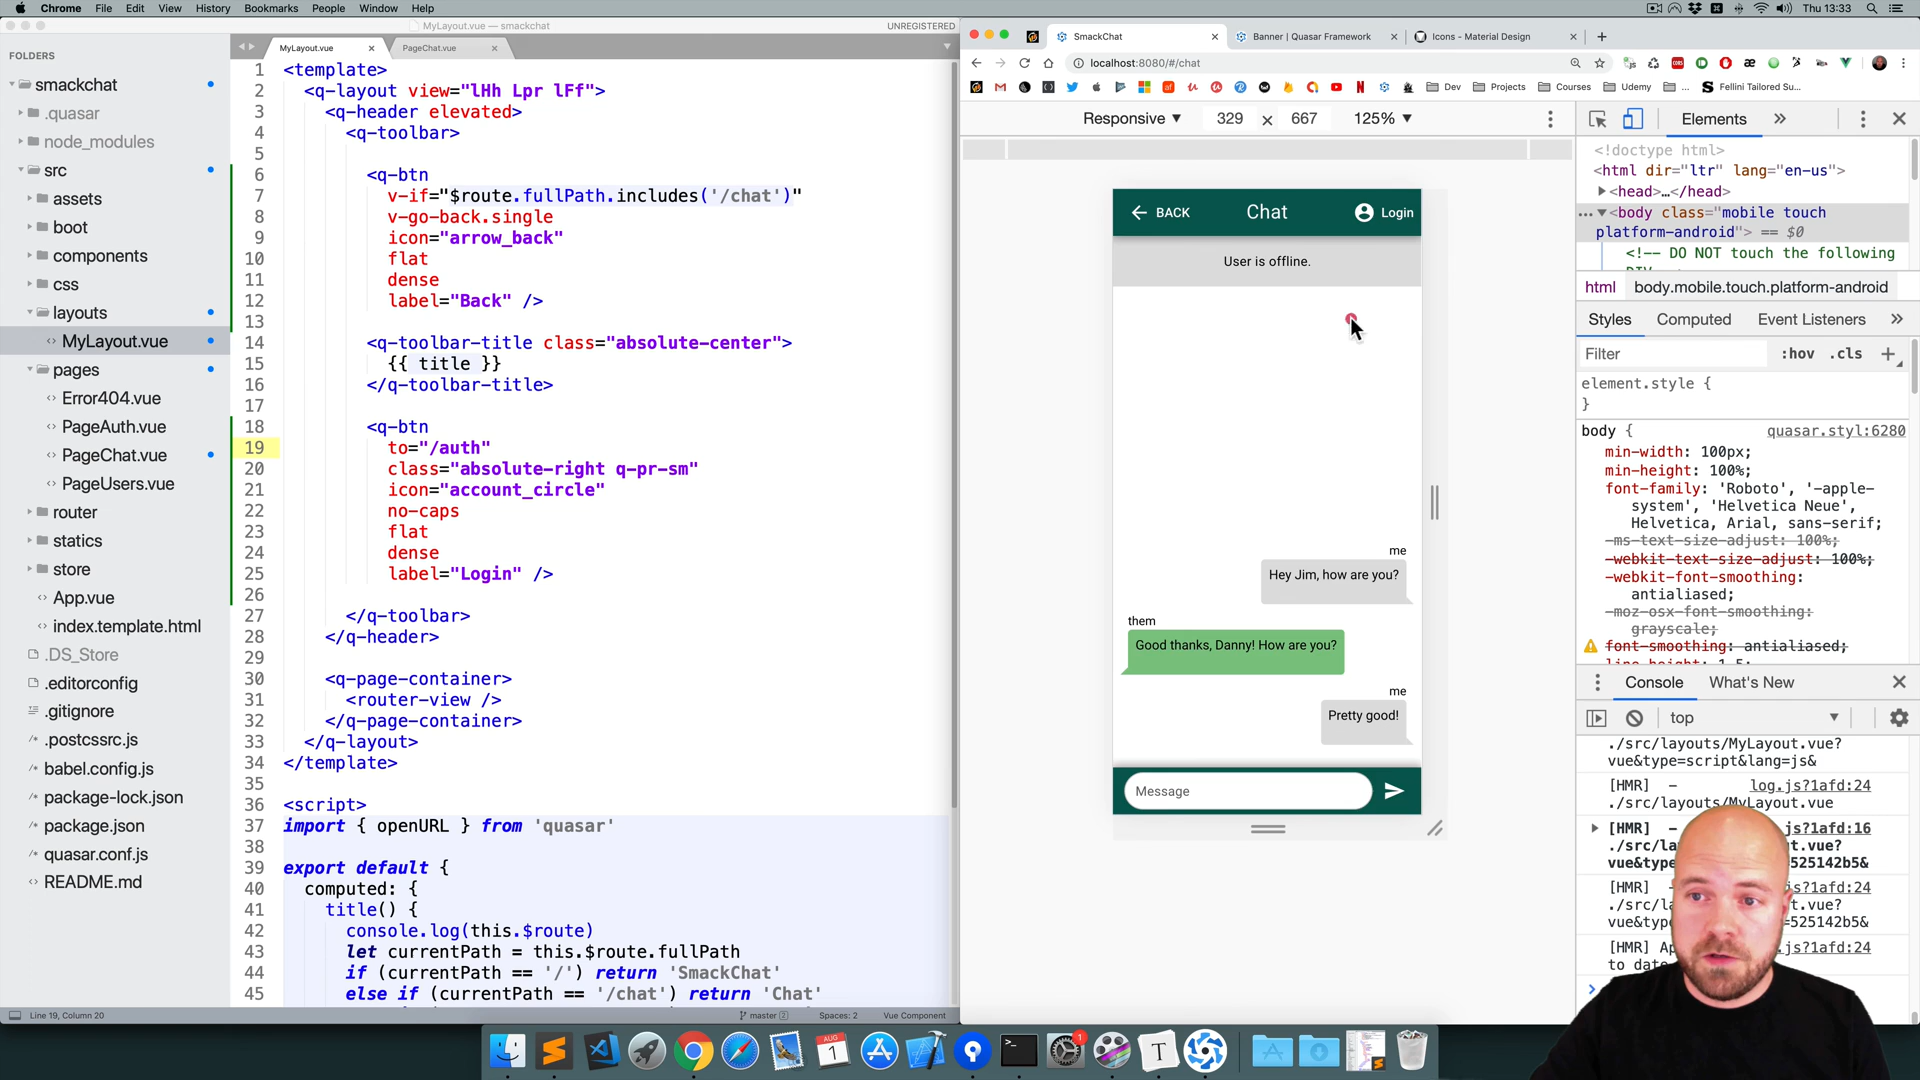 Chrome File Edit View History Bookmarks People Window Help
Thu 13:33
MyLayout.vue — smackchat
UNREGISTERED
FOLDERS
smackchat
.quasar
node_modules
src
assets
boot
components
css
layouts
MyLayout.vue
pages
Error404.vue
PageAuth.vue
PageChat.vue
PageUsers.vue
router
statics
store
App.vue
index.template.html
.DS_Store
.editorconfig
.gitignore
.postcssrc.js
babel.config.js
package-lock.json
package.json
quasar.conf.js
README.md
MyLayout.vue PageChat.vue
1 <template>
2 <q-layout view="lHh Lpr lFf">
3 <q-header elevated>
4 <q-toolbar>
5
6 <q-btn
7 v-if="$route.fullPath.includes('/chat')"
8 v-go-back.single
9 icon="arrow_back"
10 flat
11 dense
12 label="Back" />
13
14 <q-toolbar-title class="absolute-center">
15 {{ title }}
16 </q-toolbar-title>
17
18 <q-btn
19 to="/auth"
20 class="absolute-right q-pr-sm"
21 icon="account_circle"
22 no-caps
23 flat
24 dense
25 label="Login" />
26
27 </q-toolbar>
28 </q-header>
29
30 <q-page-container>
31 <router-view />
32 </q-page-container>
33 </q-layout>
34 </template>
35
36 <script>
37 import { openURL } from 'quasar'
38
39 export default {
40 computed: {
41 title() {
42 console.log(this.$route)
43 let currentPath = this.$route.fullPath
44 if (currentPath == '/') return 'SmackChat'
45 else if (currentPath == '/chat') return 'Chat'
Line 19, Column 20
master 2
Spaces: 2
Vue Component
SmackChat
Banner | Quasar Framework
Icons - Material Design
localhost:8080/#/chat
Dev Projects Courses Udemy ... Fellini Tailored Su...
Responsive 329 × 667 125%
BACK Chat Login
User is offline.
me
Hey Jim, how are you?
them
Good thanks, Danny! How are you?
me
Pretty good!
Message
Elements
<!doctype html>
<html dir="ltr" lang="en-us">
<head>…</head>
<body class="mobile touch
platform-android"> == $0
<!-- DO NOT touch the following
html body.mobile.touch.platform-android
Styles Computed Event Listeners
Filter :hov .cls
element.style {
}
body { quasar.styl:6280
min-width: 100px;
min-height: 100%;
font-family: 'Roboto', '-apple-
system', 'Helvetica Neue',
Helvetica, Arial, sans-serif;
-ms-text-size-adjust: 100%;
-webkit-text-size-adjust: 100%;
-webkit-font-smoothing:
antialiased;
-moz-osx-font-smoothing:
grayscale;
font-smoothing: antialiased;
line-height: 1.5;
Console What's New
top
./src/layouts/MyLayout.vue?
vue&type=script&lang=js&
[HMR] - log.js?1afd:24
./src/layouts/MyLayout.vue
[HMR] - js?1afd:16
./src/la
vue&type 525142b5&
[HMR] js?1afd:24
./src/la
vue&type =525142b5&
[HMR] js?1afd:24
to date
AUG
1
1